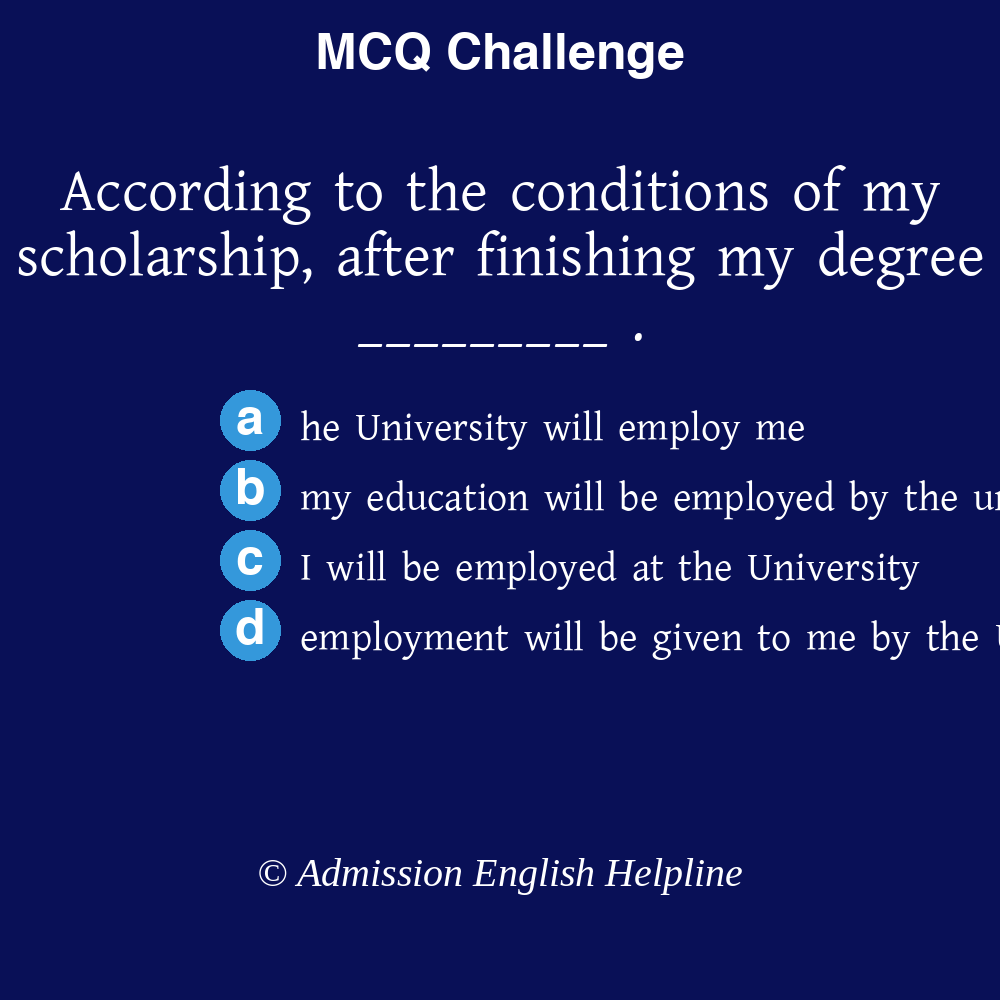 MCQ Challenge
According to the conditions of my
scholarship, after finishing my degree
_________ .
a he University will employ me
b my education will be employed by the
c I will be employed at the University
d employment will be given to me by the
© Admission English Helpline